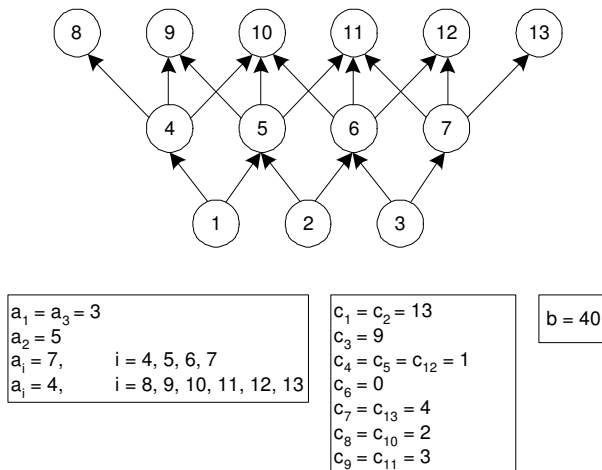 8 9 10 11 12 13
4 5 6 7
1 2 3
a₁ = a₃ = 3
a₂ = 5
aᵢ = 7, i = 4, 5, 6, 7
aᵢ = 4, i = 8, 9, 10, 11, 12, 13
c₁ = c₂ = 13
c₃ = 9
c₄ = c₅ = c₁₂ = 1
c₆ = 0
c₇ = c₁₃ = 4
c₈ = c₁₀ = 2
c₉ = c₁₁ = 3
b = 40